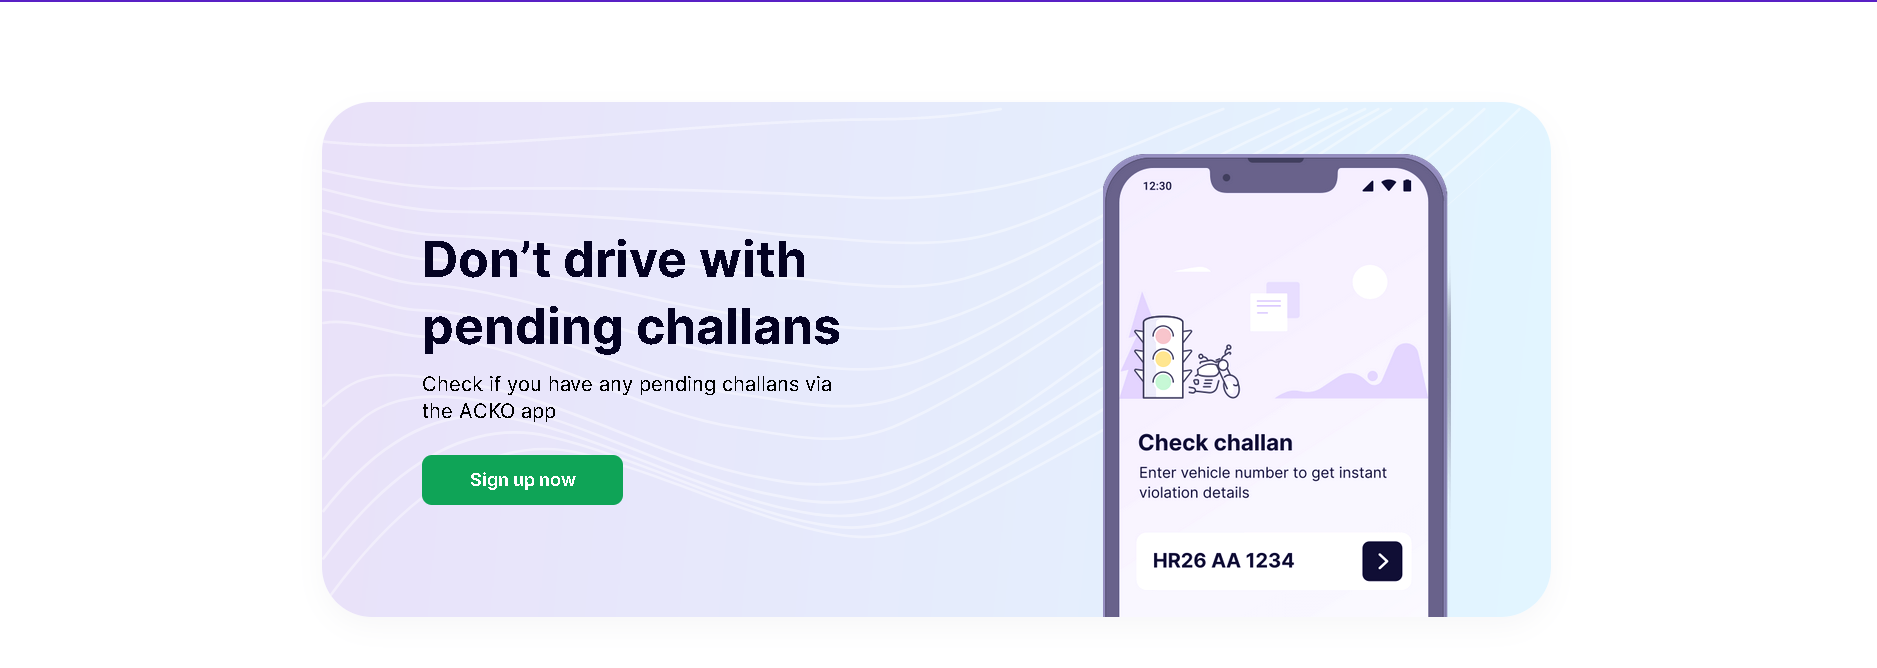 Don’t drive with
pending challans
Check if you have any pending challans via
the ACKO app
Sign up now
12:30
Check challan
Enter vehicle number to get instant
violation details
HR26 AA 1234